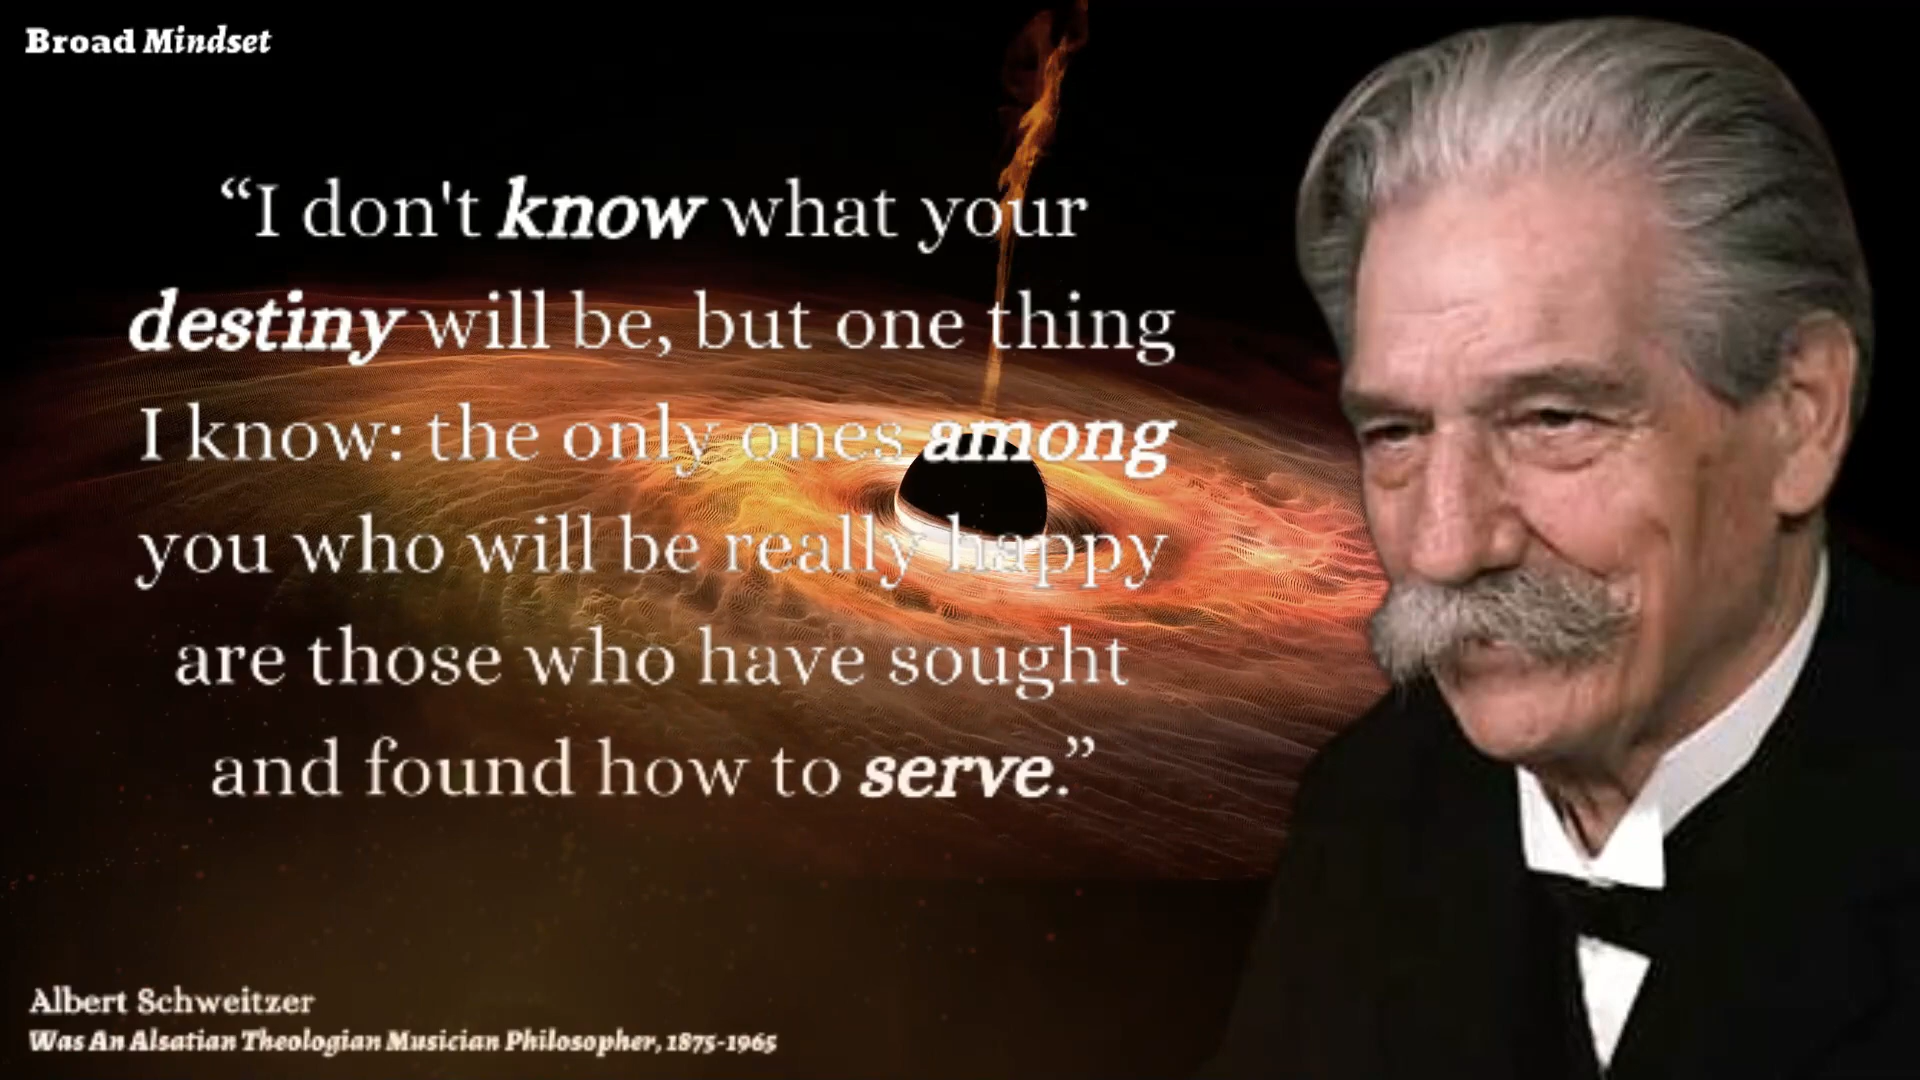 Broad Mindset
“I don't know what your
destiny will be, but one thing
I know: the only ones among
you who will be really happy
are those who have sought
and found how to serve.”
Albert Schweitzer
Was An Alsatian Theologian Musician Philosopher, 1875-1965